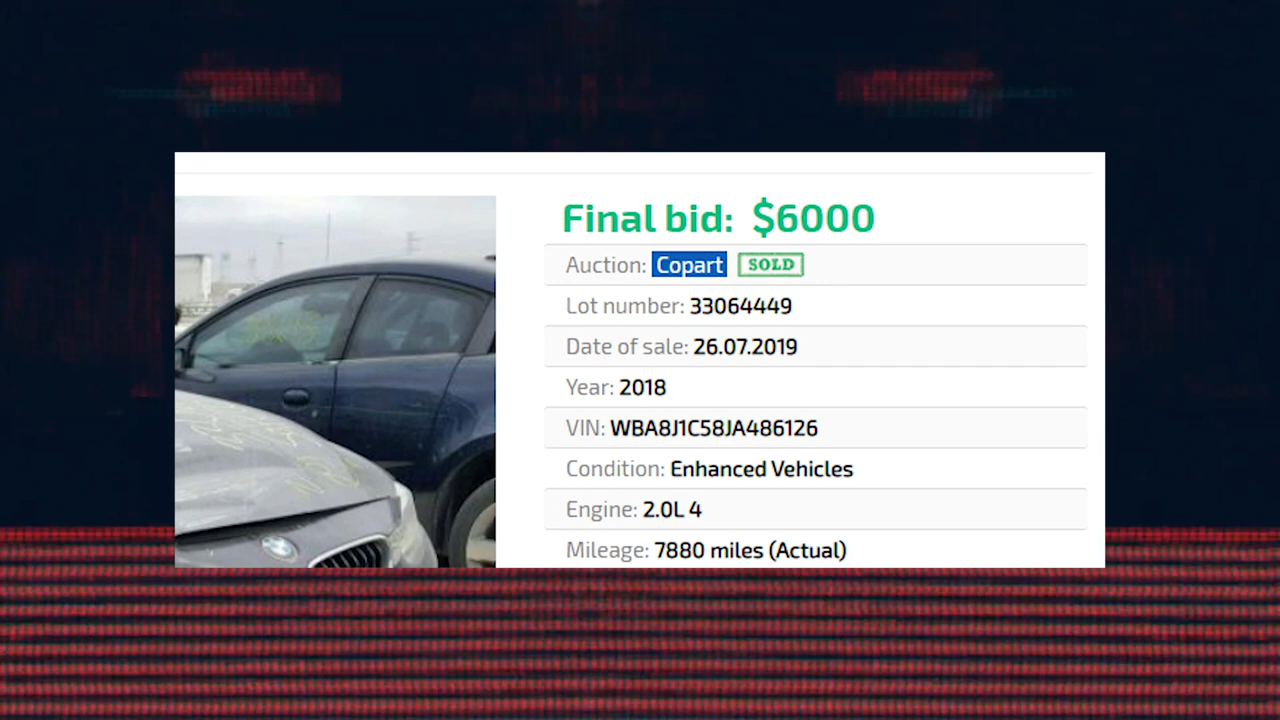 Final bid: $6000
Auction: Copart SOLD
Lot number: 33064449
Date of sale: 26.07.2019
Year: 2018
VIN: WBA8J1C58JA486126
Condition: Enhanced Vehicles
Engine: 2.0L 4
Mileage: 7880 miles (Actual)